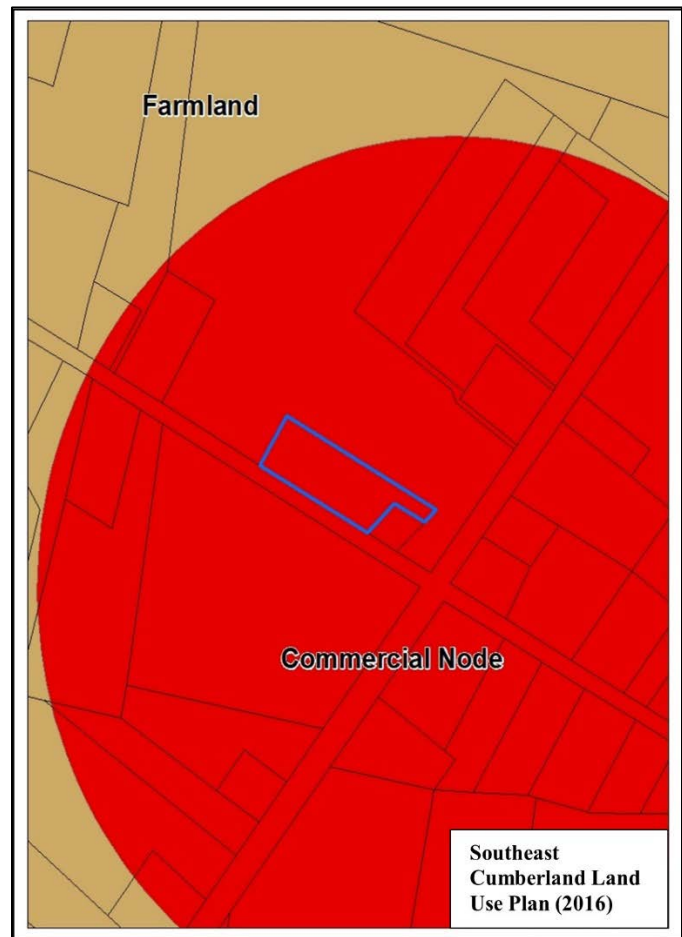 Farmland
Commercial Node
Southeast
Cumberland Land
Use Plan (2016)